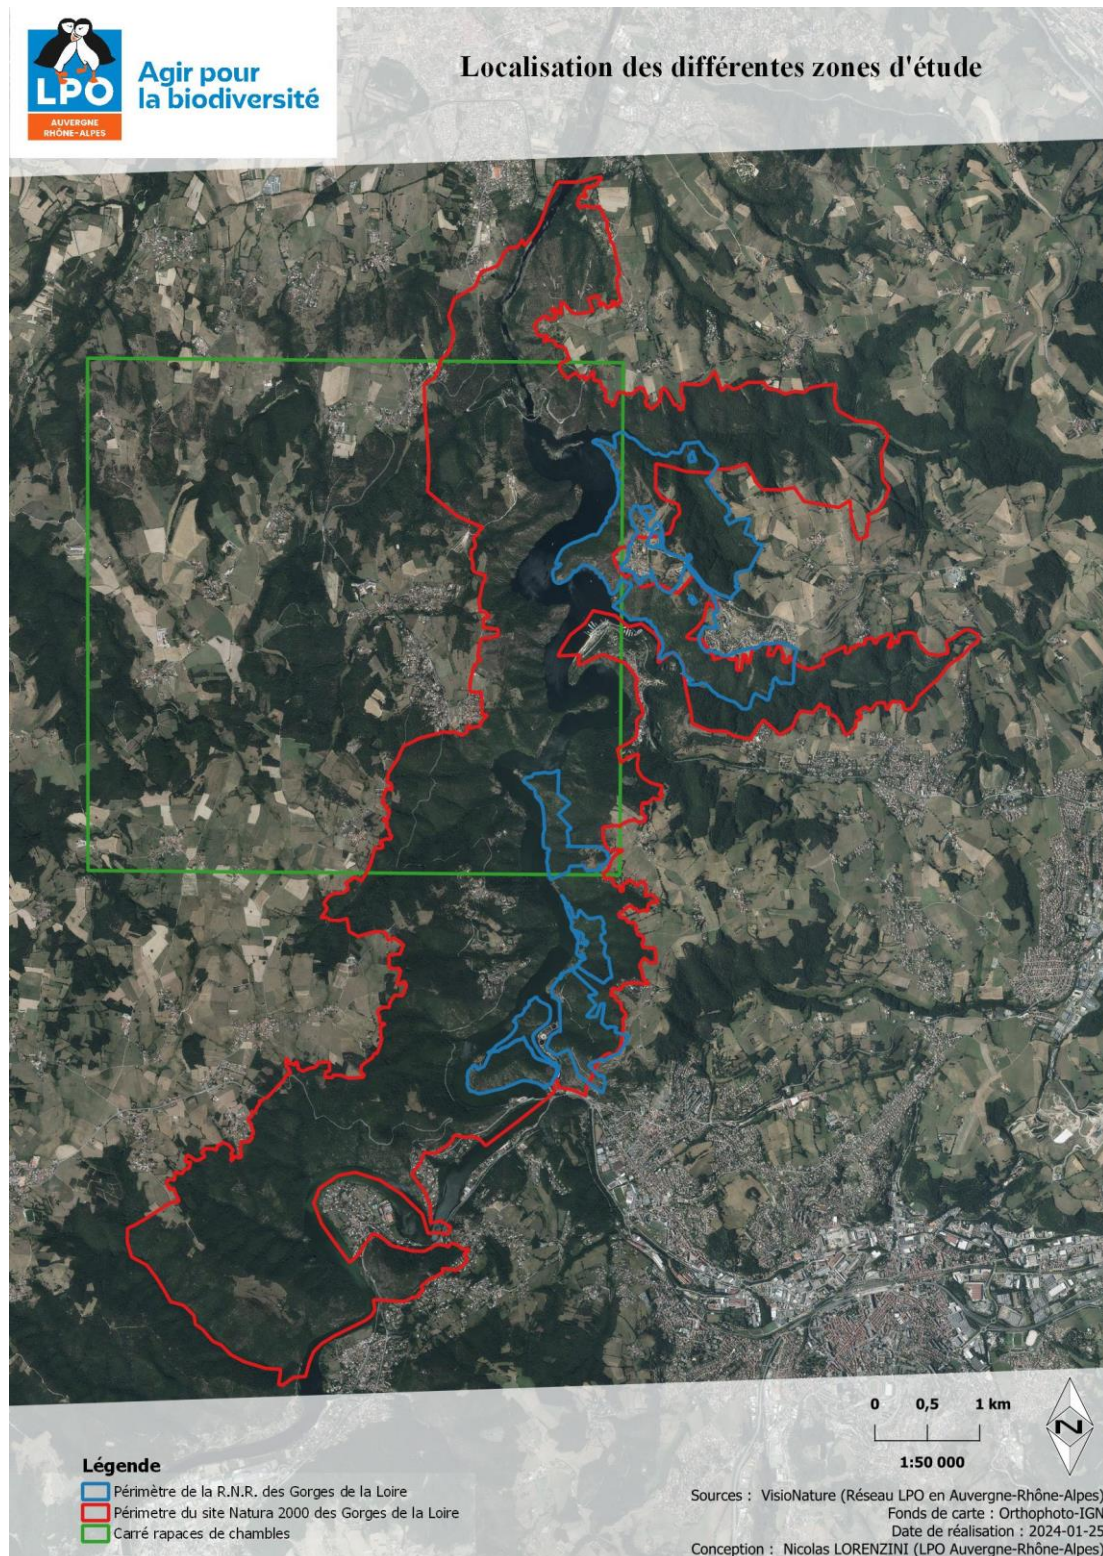 LPO
AUVERGNE
RHÔNE-ALPES
Agir pour
la biodiversité
Localisation des différentes zones d'étude
0 0,5 1 km
1:50 000
N
Légende
Périmètre de la R.N.R. des Gorges de la Loire
Périmetre du site Natura 2000 des Gorges de la Loire
Carré rapaces de chambles
Sources : VisioNature (Réseau LPO en Auvergne-Rhône-Alpes)
Fonds de carte : Orthophoto-IGN
Date de réalisation : 2024-01-25
Conception : Nicolas LORENZINI (LPO Auvergne-Rhône-Alpes)